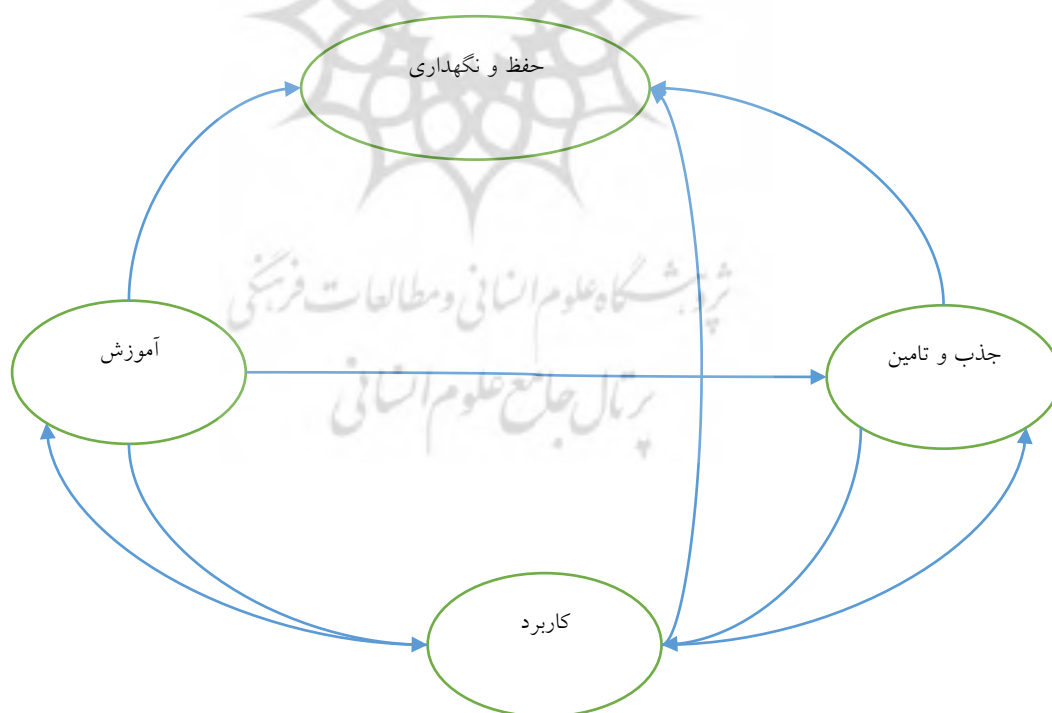 حفظ و نگهداری
پژوهشگاه علوم انسانی و مطالعات فرهنگی
آموزش
جذب و تامین
پرتال جامع علوم انسانی
کاربرد